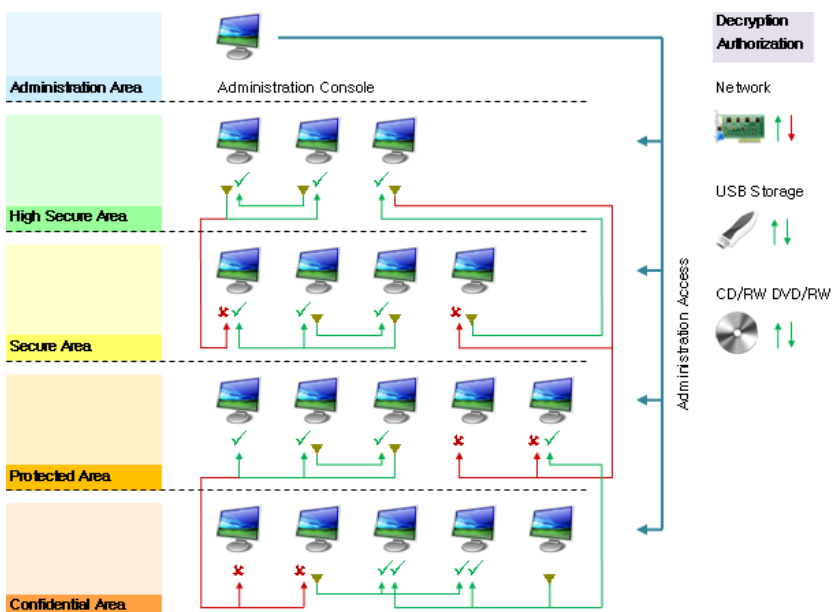 Decryption
Authorization
Administration Area
Administration Console
Network
High Secure Area
USB Storage
Secure Area
CD/RW DVD/RW
Administration Access
Protected Area
Confidential Area